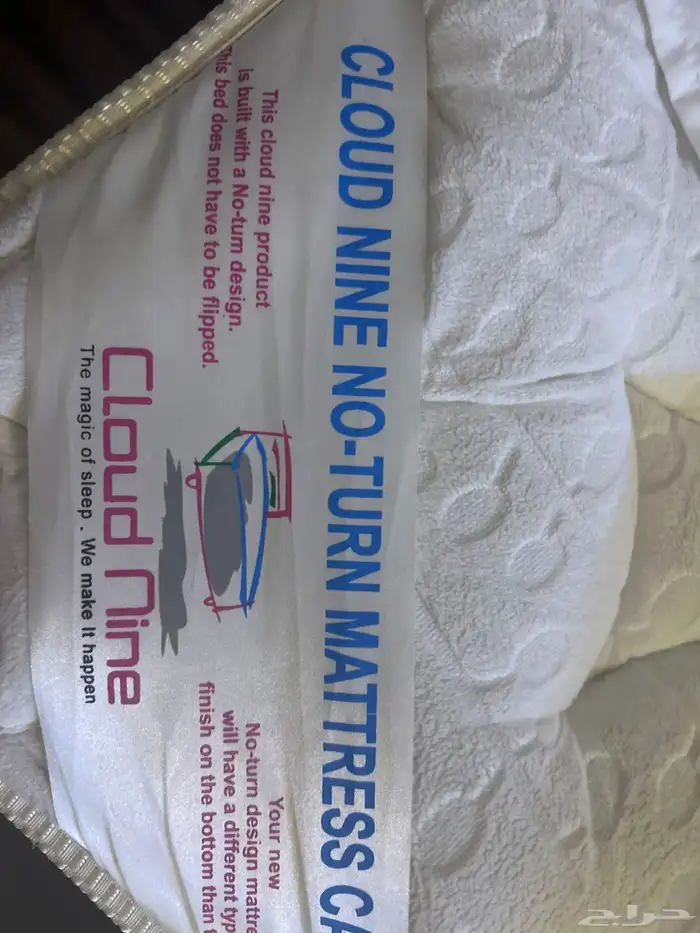 CLOUD NINE NO-TURN MATTRESS CA
This cloud nine product
is built with a No-turn design.
This bed does not have to be flipped.
Your new
No-turn design mattre
will have a different typ
finish on the bottom than
Cloud Nine
The magic of sleep . We make It happen
حراج